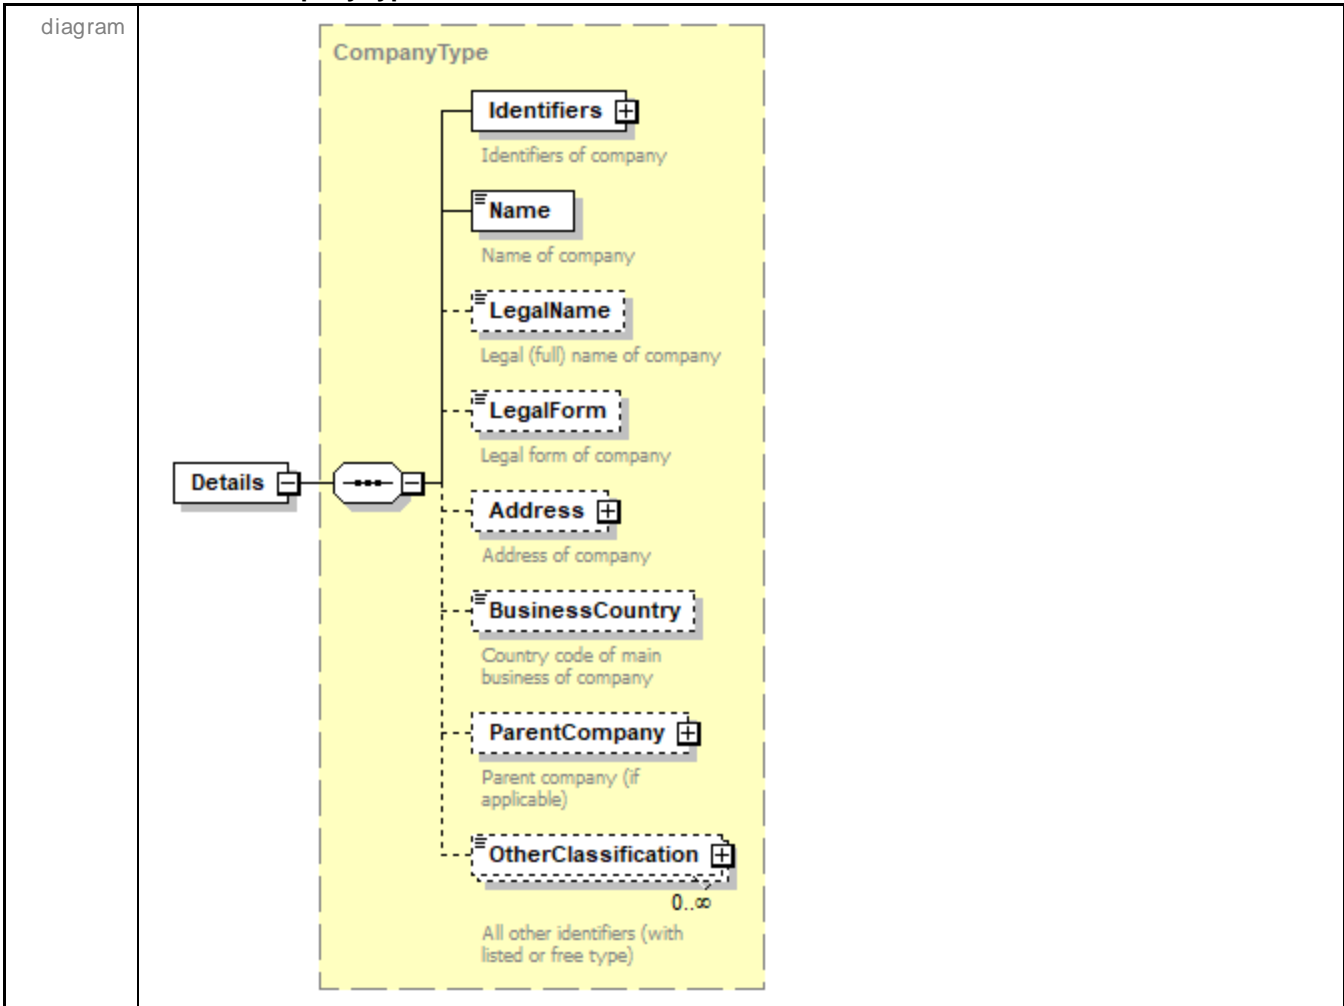 diagram
CompanyType
Identifiers
Identifiers of company
Name
Name of company
LegalName
Legal (full) name of company
LegalForm
Legal form of company
Details
Address
Address of company
BusinessCountry
Country code of main
business of company
ParentCompany
Parent company (if
applicable)
OtherClassification
0..∞
All other identifiers (with
listed or free type)